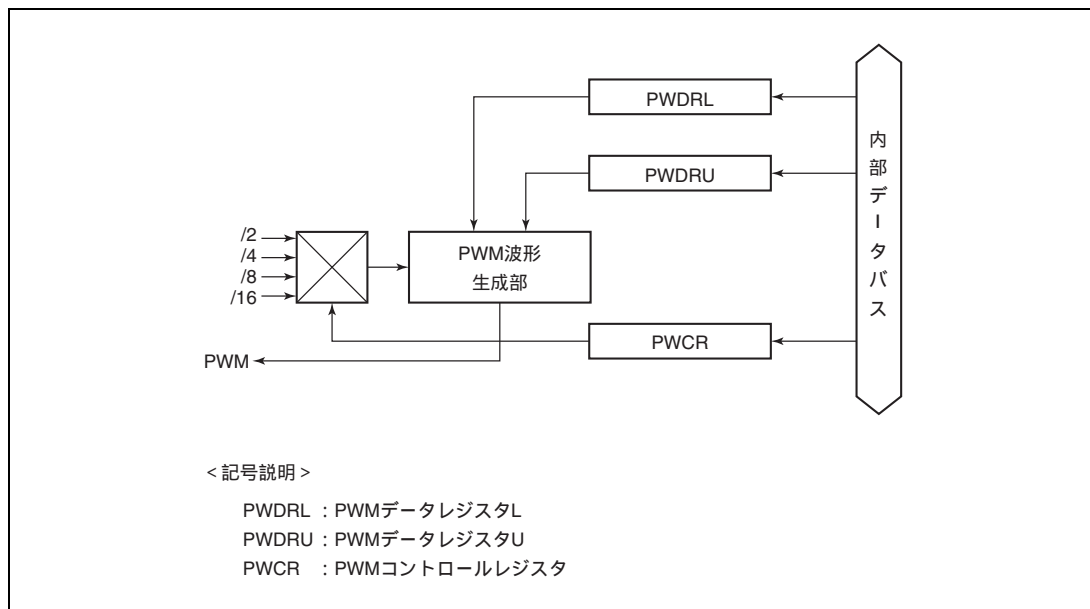 PWDRL
PWDRU
内部データバス
/2
/4
/8
/16
PWM波形
生成部
PWCR
PWM
<記号説明>
PWDRL : PWMデータレジスタL
PWDRU : PWMデータレジスタU
PWCR : PWMコントロールレジスタ